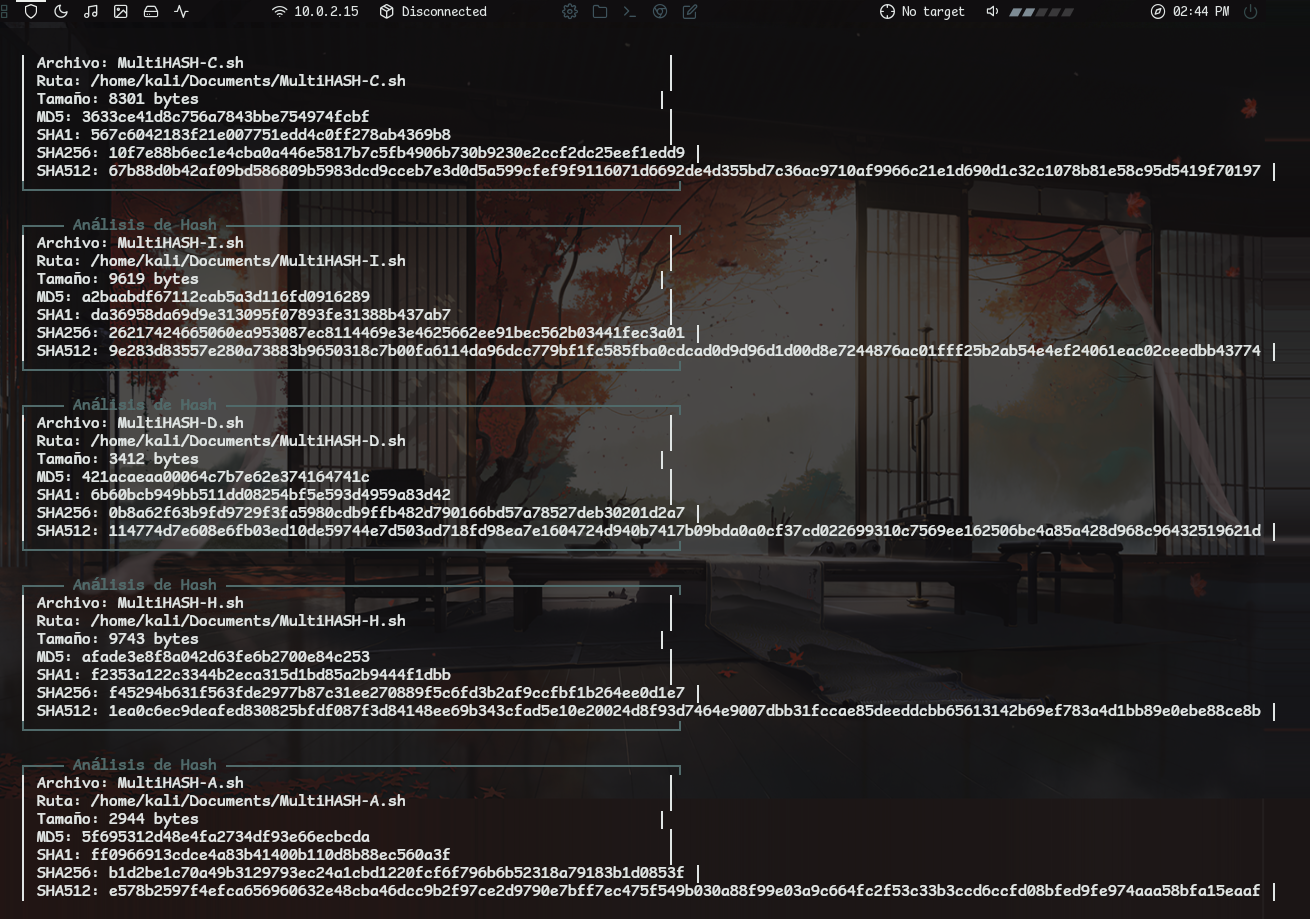 10.0.2.15 Disconnected No target 02:44 PM
Archivo: MultiHASH-C.sh
Ruta: /home/kali/Documents/MultiHASH-C.sh
Tamaño: 8301 bytes
MD5: 3633ce41d8c756a7843bbe754974fcbf
SHA1: 567c6042183f21e007751edd4c0ff278ab4369b8
SHA256: 10f7e88b6ec1e4cba0a446e5817b7c5fb4906b730b9230e2ccf2dc25eef1edd9
SHA512: 67b88d0b42af09bd586809b5983dcd9cceb7e3d0d5a599cfef9f9116071d6692de4d355bd7c36ac9710af9966c21e1d690d1c32c1078b81e58c95d5419f70197
Análisis de Hash
Archivo: MultiHASH-I.sh
Ruta: /home/kali/Documents/MultiHASH-I.sh
Tamaño: 9619 bytes
MD5: a2baabdf67112cab5a3d116fd0916289
SHA1: da36958da69d9e313095f07893fe31388b437ab7
SHA256: 26217424665060ea953087ec8114469e3e4625662ee91bec562b03441fec3a01
SHA512: 9e283d83557e280a73883b9650318c7b00fa6114da96dcc779bf1fc585fba0cdcad0d9d96d1d00d8e7244876ac01fff25b2ab54e4ef24061eac02ceedbb43774
Análisis de Hash
Archivo: MultiHASH-D.sh
Ruta: /home/kali/Documents/MultiHASH-D.sh
Tamaño: 3412 bytes
MD5: 421acaeaa00064c7b7e62e374164741c
SHA1: 6b60bcb949bb511dd08254bf5e593d4959a83d42
SHA256: 0b8a62f63b9fd9729f3fa5980cdb9ffb482d790166bd57a78527deb30201d2a7
SHA512: 114774d7e608e6fb03ed10de59744e7d503ad718fd98ea7e1604724d940b7417b09bda0a0cf37cd022699310c7569ee162506bc4a85a428d968c96432519621d
Análisis de Hash
Archivo: MultiHASH-H.sh
Ruta: /home/kali/Documents/MultiHASH-H.sh
Tamaño: 9743 bytes
MD5: afade3e8f8a042d63fe6b2700e84c253
SHA1: f2353a122c3344b2eca315d1bd85a2b9444f1dbb
SHA256: f45294b631f563fde2977b87c31ee270889f5c6fd3b2af9ccfbf1b264ee0d1e7
SHA512: 1ea0c6ec9deafed830825bfdf087f3d84148ee69b343cfad5e10e20024d8f93d7464e9007dbb31fccae85deeddcbb65613142b69ef783a4d1bb89e0ebe88ce8b
Análisis de Hash
Archivo: MultiHASH-A.sh
Ruta: /home/kali/Documents/MultiHASH-A.sh
Tamaño: 2944 bytes
MD5: 5f695312d48e4fa2734df93e66ecbcda
SHA1: ff0966913cdce4a83b41400b110d8b88ec560a3f
SHA256: b1d2be1c70a49b3129793ec24a1cbd1220fcf6f796b6b52318a79183b1d0853f
SHA512: e578b2597f4efca656960632e48cba46dcc9b2f97ce2d9790e7bff7ec475f549b030a88f99e03a9c664fc2f53c33b3ccd6ccfd08bfed9fe974aaa58bfa15eaaf